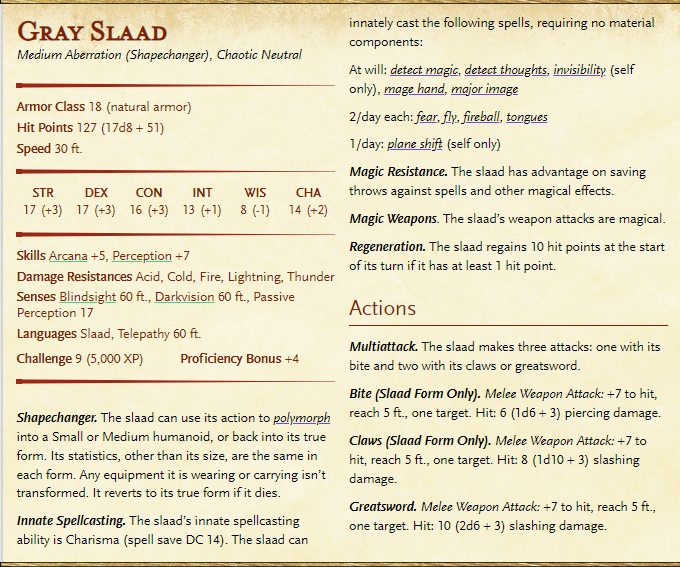 Gray Slaad
Medium Aberration (Shapechanger), Chaotic Neutral
Armor Class 18 (natural armor)
Hit Points 127 (17d8 + 51)
Speed 30 ft.
STR DEX CON INT WIS CHA
17 (+3) 17 (+3) 16 (+3) 13 (+1) 8 (-1) 14 (+2)
Skills Arcana +5, Perception +7
Damage Resistances Acid, Cold, Fire, Lightning, Thunder
Senses Blindsight 60 ft., Darkvision 60 ft., Passive
Perception 17
Languages Slaad, Telepathy 60 ft.
Challenge 9 (5,000 XP) Proficiency Bonus +4
Shapechanger. The slaad can use its action to polymorph
into a Small or Medium humanoid, or back into its true
form. Its statistics, other than its size, are the same in
each form. Any equipment it is wearing or carrying isn't
transformed. It reverts to its true form if it dies.
Innate Spellcasting. The slaad's innate spellcasting
ability is Charisma (spell save DC 14). The slaad can
innately cast the following spells, requiring no material
components:
At will: detect magic, detect thoughts, invisibility (self
only), mage hand, major image
2/day each: fear, fly, fireball, tongues
1/day: plane shift (self only)
Magic Resistance. The slaad has advantage on saving
throws against spells and other magical effects.
Magic Weapons. The slaad's weapon attacks are magical.
Regeneration. The slaad regains 10 hit points at the start
of its turn if it has at least 1 hit point.
Actions
Multiattack. The slaad makes three attacks: one with its
bite and two with its claws or greatsword.
Bite (Slaad Form Only). Melee Weapon Attack: +7 to hit,
reach 5 ft., one target. Hit: 6 (1d6 + 3) piercing damage.
Claws (Slaad Form Only). Melee Weapon Attack: +7 to
hit, reach 5 ft., one target. Hit: 8 (1d10 + 3) slashing
damage.
Greatsword. Melee Weapon Attack: +7 to hit, reach 5 ft.,
one target. Hit: 10 (2d6 + 3) slashing damage.